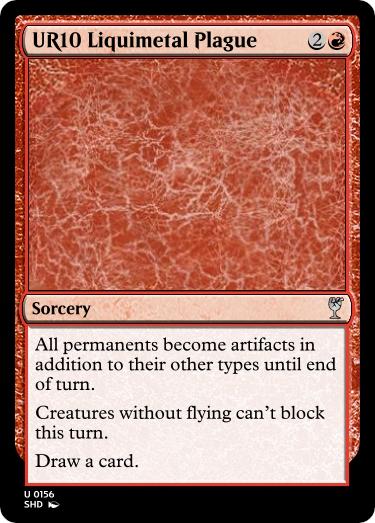 UR10 Liquimetal Plague 2
Sorcery
All permanents become artifacts in
addition to their other types until end
of turn.
Creatures without flying can't block
this turn.
Draw a card.
U 0156
SHD